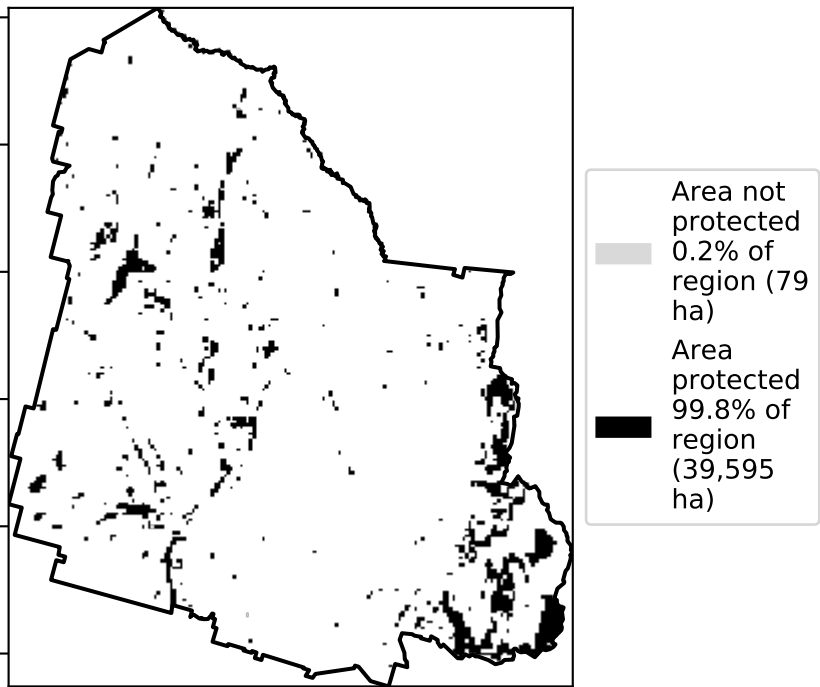 Area not
protected
0.2% of
region (79
ha)
Area
protected
99.8% of
region
(39,595
ha)